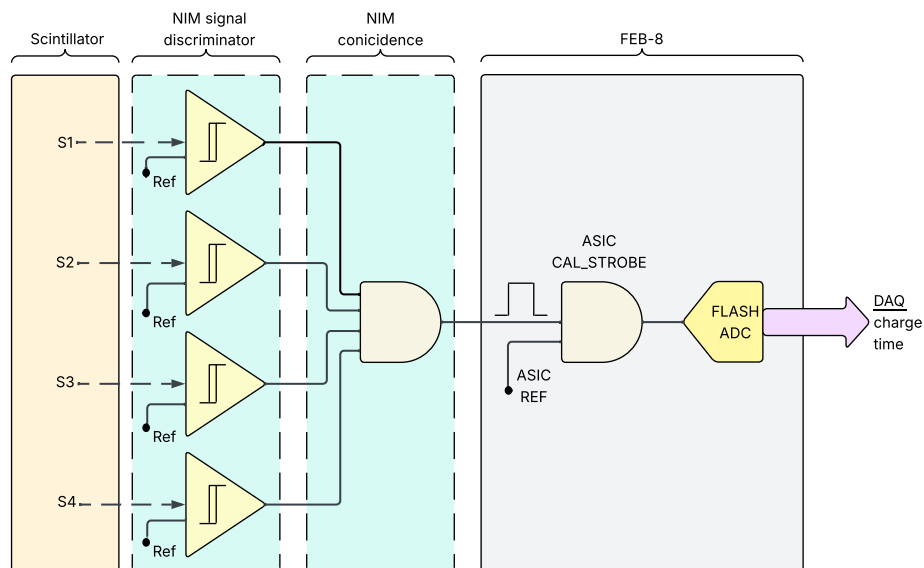 Scintillator
NIM signal
discriminator
NIM
conicidence
FEB-8
S1
Ref
S2
Ref
S3
Ref
S4
Ref
ASIC
CAL_STROBE
ASIC
REF
FLASH
ADC
DAQ
charge
time